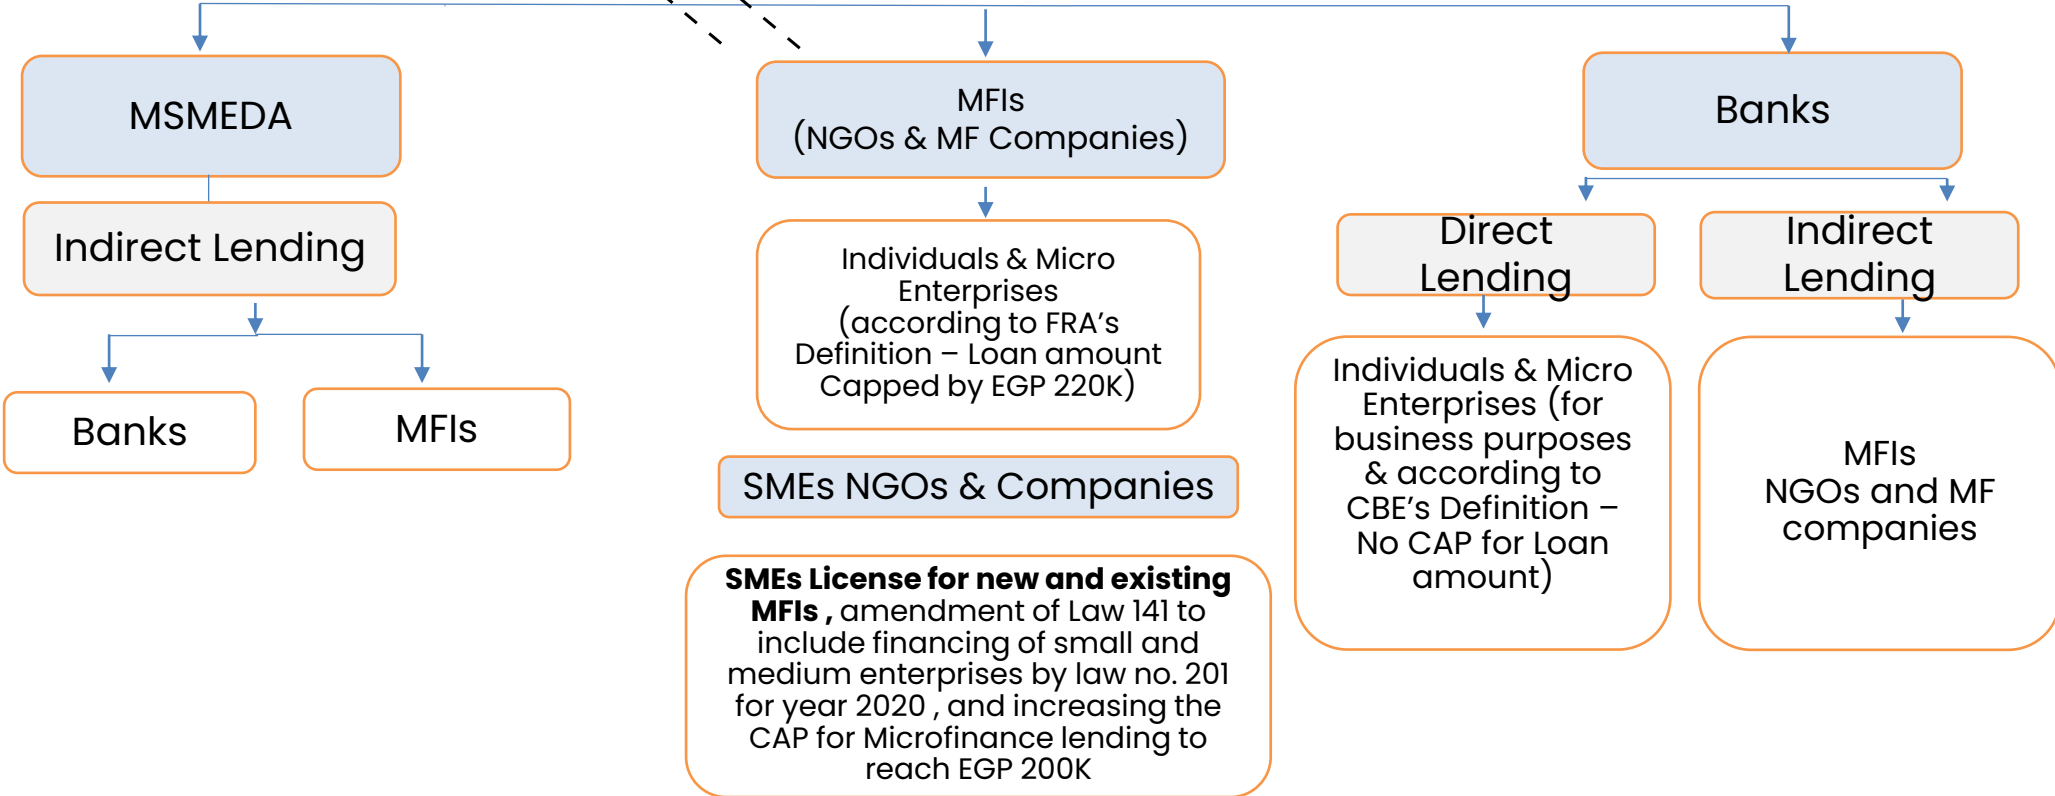 MSMEDA
Indirect Lending
Banks
MFIs
MFIs
(NGOs & MF Companies)
Individuals & Micro
Enterprises
(according to FRA’s
Definition – Loan amount
Capped by EGP 220K)
SMEs NGOs & Companies
SMEs License for new and existing
MFIs , amendment of Law 141 to
include financing of small and
medium enterprises by law no. 201
for year 2020 , and increasing the
CAP for Microfinance lending to
reach EGP 200K
Banks
Direct
Lending
Individuals & Micro
Enterprises (for
business purposes
& according to
CBE’s Definition –
No CAP for Loan
amount)
Indirect
Lending
MFIs
NGOs and MF
companies